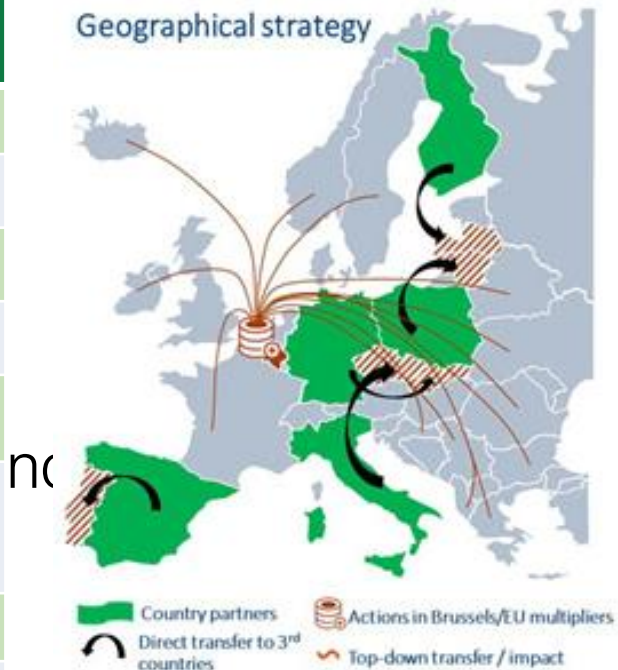 Geographical strategy
Country partners
Actions in Brussels/EU multipliers
Direct transfer to 3rd
countries
Top-down transfer / impact